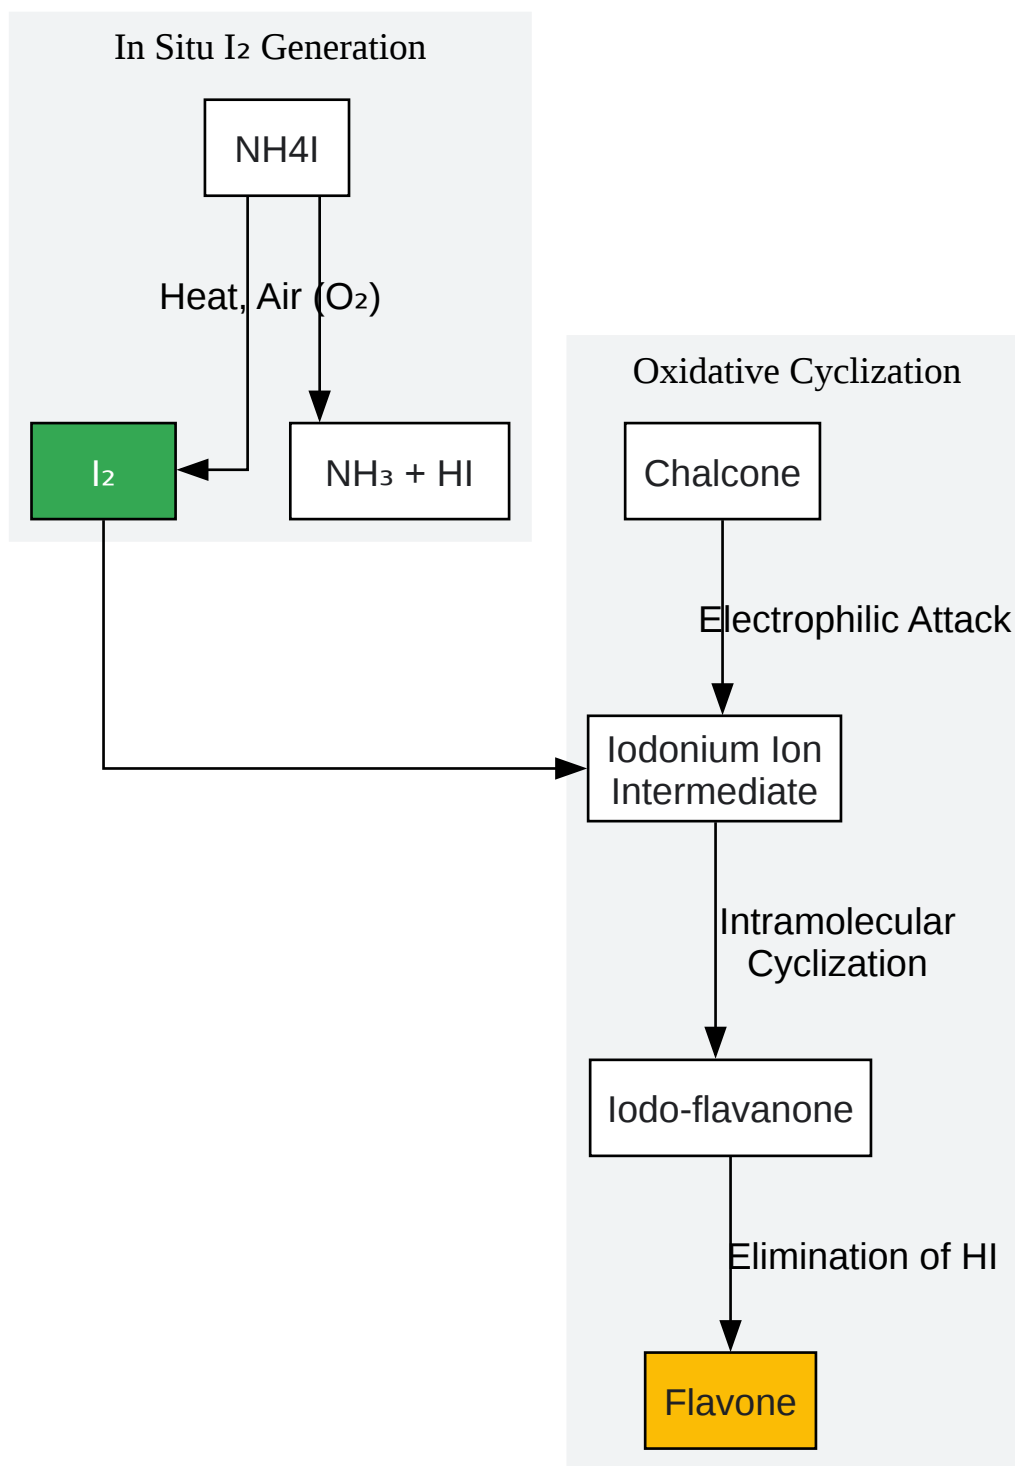 In Situ I₂ Generation
NH4I
Heat, Air (O₂)
I₂
NH₃ + HI
Oxidative Cyclization
Chalcone
Electrophilic Attack
Iodonium Ion
Intermediate
Intramolecular
Cyclization
Iodo-flavanone
Elimination of HI
Flavone